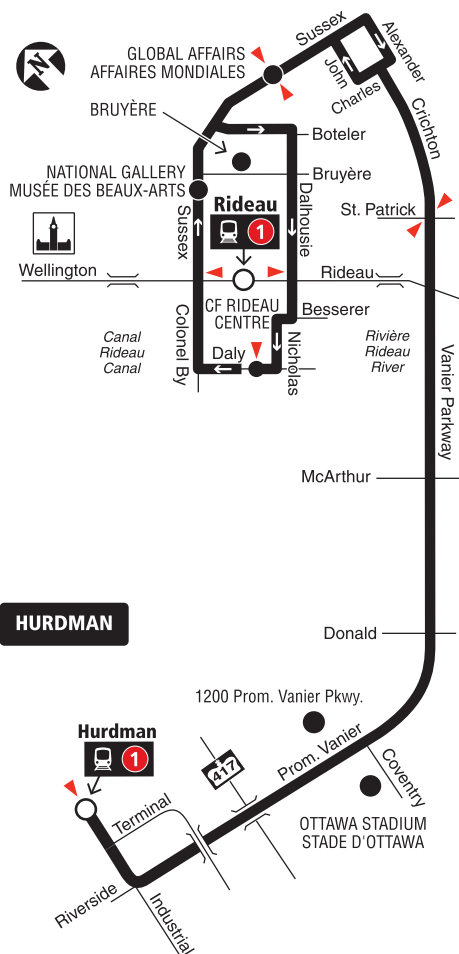 N
Sussex
Alexander
GLOBAL AFFAIRS
AFFAIRES MONDIALES
John
Charles
Crichton
BRUYÈRE
Boteler
NATIONAL GALLERY
MUSÉE DES BEAUX-ARTS
Bruyère
Rideau
1
Sussex
Dalhousie
St. Patrick
Wellington
Rideau
CF RIDEAU
CENTRE
Besserer
Canal
Rideau
Canal
Colonel By
Daly
Nicholas
Rivière
Rideau
River
Vanier Parkway
McArthur
HURDMAN
Donald
1200 Prom. Vanier Pkwy.
Hurdman
1
417
Prom. Vanier
Coventry
Terminal
OTTAWA STADIUM
STADE D'OTTAWA
Riverside
Industrial